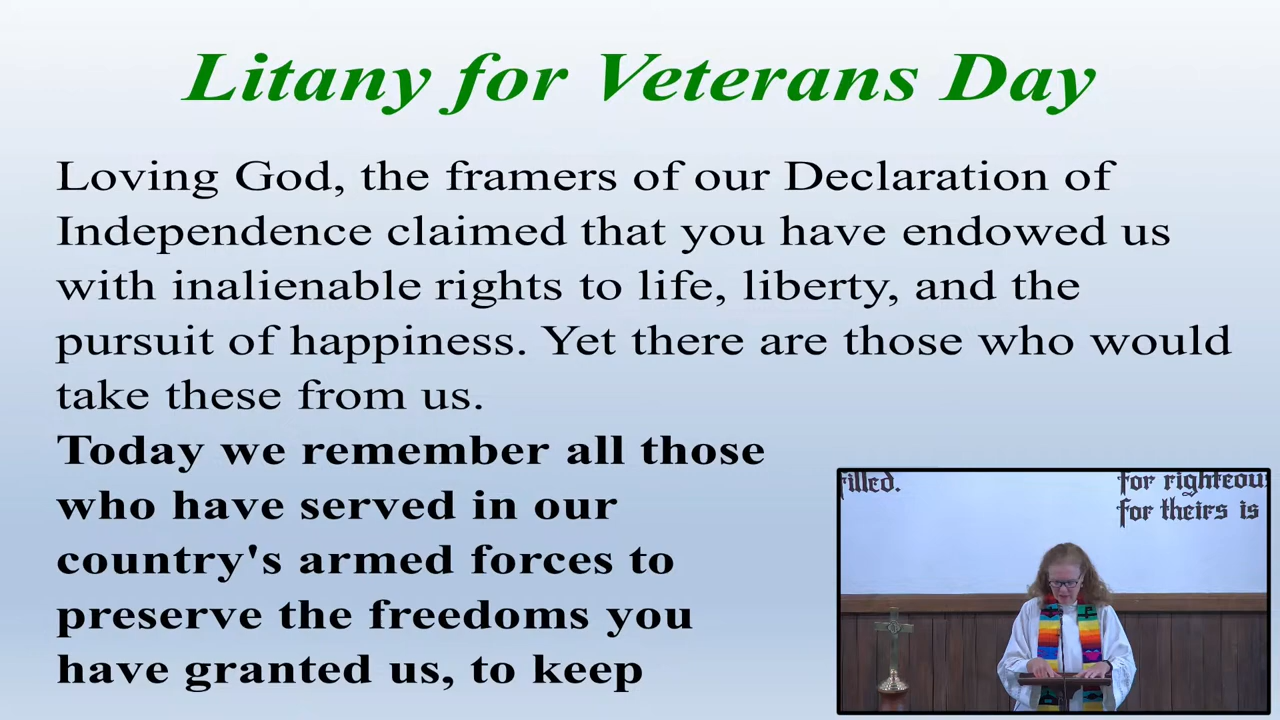 Litany for Veterans Day
Loving God, the framers of our Declaration of
Independence claimed that you have endowed us
with inalienable rights to life, liberty, and the
pursuit of happiness. Yet there are those who would
take these from us.
Today we remember all those
who have served in our
country's armed forces to
preserve the freedoms you
have granted us, to keep
filled.
for righteou
for theirs is